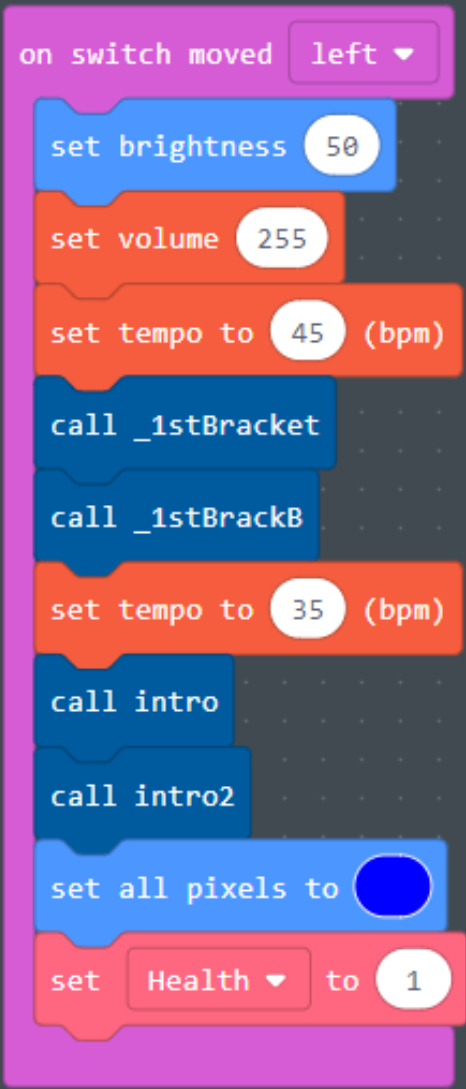 on switch moved left
set brightness 50
set volume 255
set tempo to 45 (bpm)
call _1stBracket
call _1stBrackB
set tempo to 35 (bpm)
call intro
call intro2
set all pixels to
set Health to 1